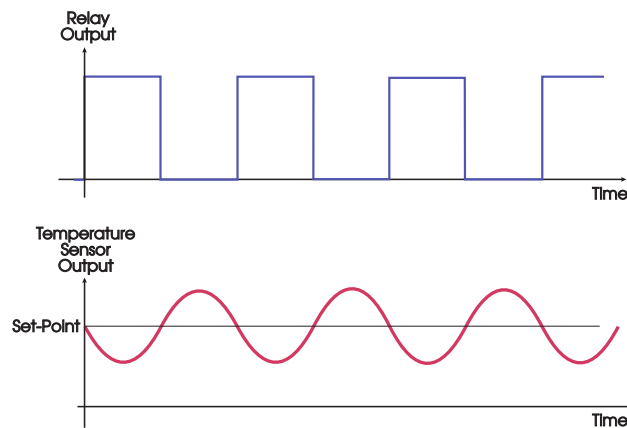 Relay
Output
Time
Temperature
Sensor
Output
Set-Point
Time